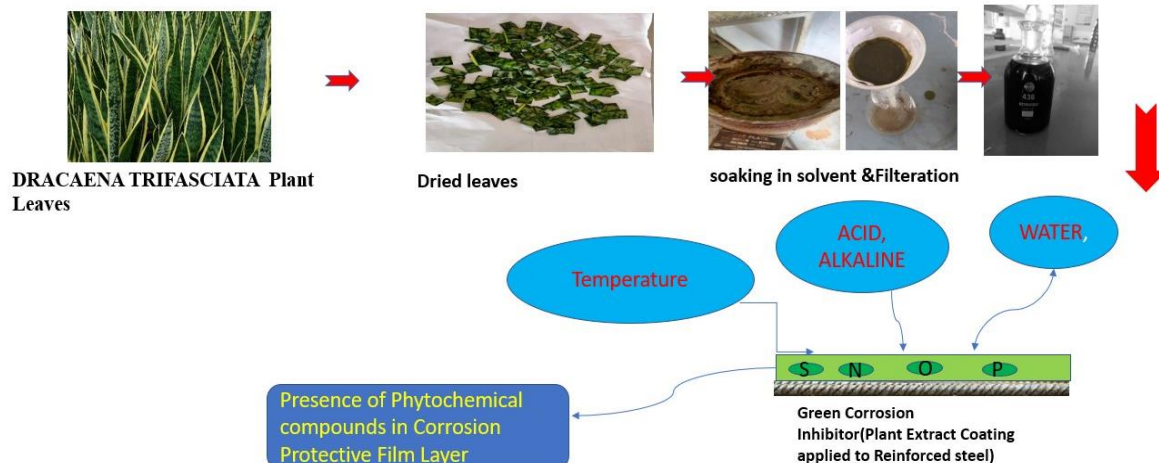 DRACAENA TRIFASCIATA Plant
Leaves
Dried leaves
soaking in solvent &Filteration
438
Temperature
ACID,
ALKALINE
WATER,
S N O P
Presence of Phytochemical
compounds in Corrosion
Protective Film Layer
Green Corrosion
Inhibitor(Plant Extract Coating
applied to Reinforced steel)